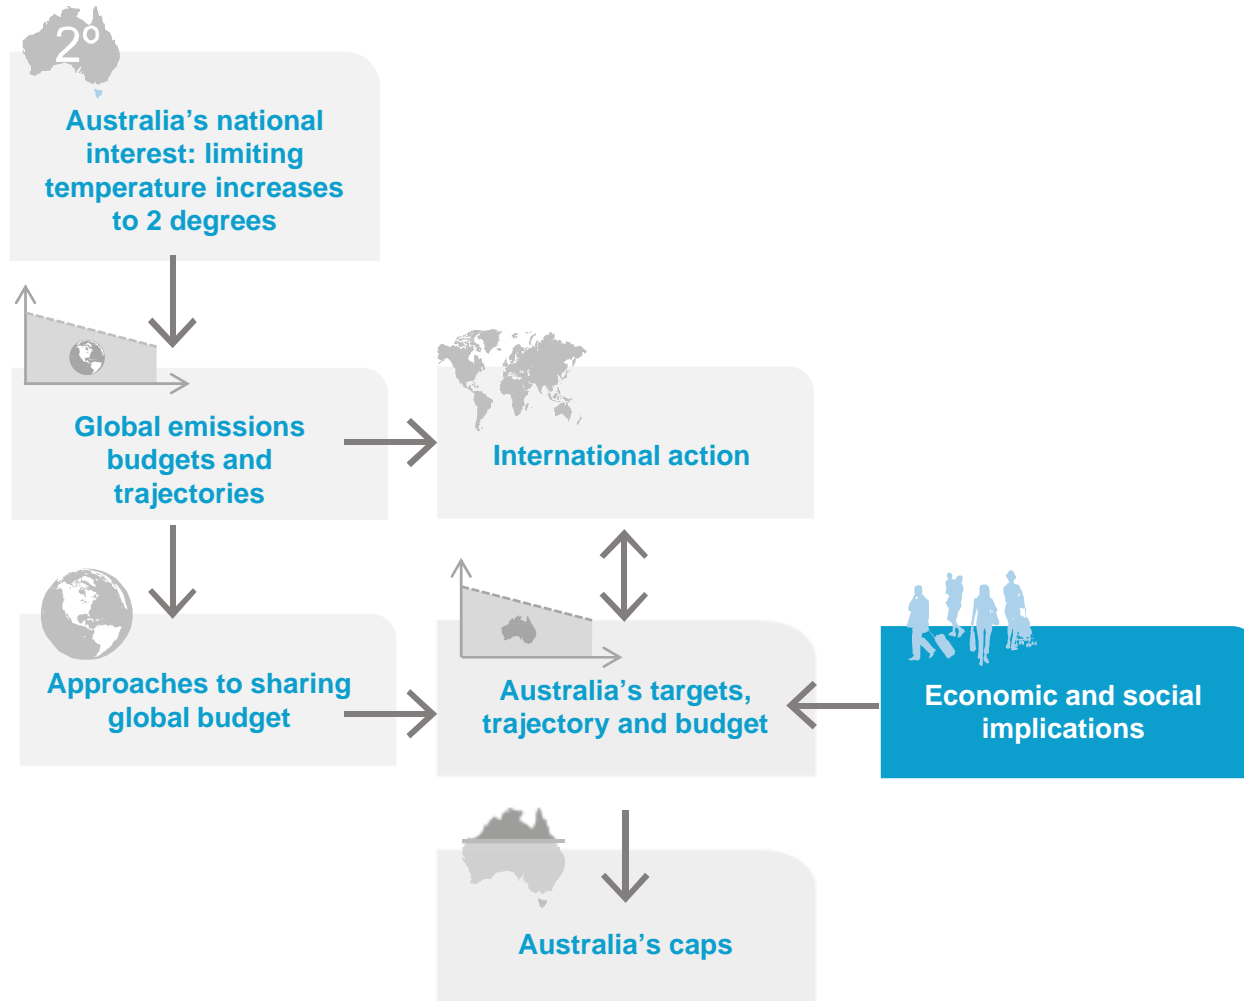 2º
Australia’s national
interest: limiting
temperature increases
to 2 degrees
Global emissions
budgets and
trajectories
International action
Approaches to sharing
global budget
Australia’s targets,
trajectory and budget
Economic and social
implications
Australia’s caps